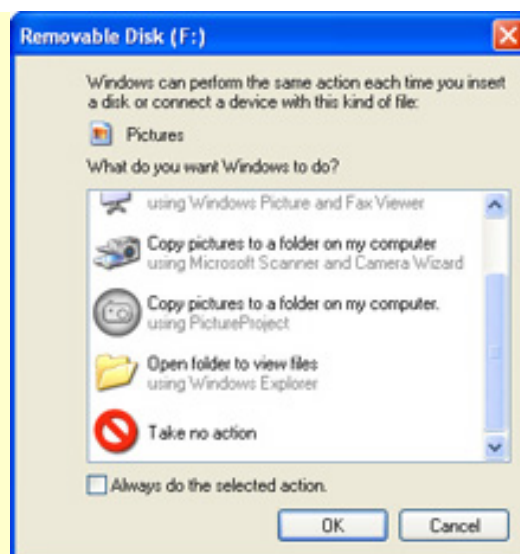 Removable Disk (F:)
Windows can perform the same action each time you insert
a disk or connect a device with this kind of file:
Pictures
What do you want Windows to do?
using Windows Picture and Fax Viewer
Copy pictures to a folder on my computer
using Microsoft Scanner and Camera Wizard
Copy pictures to a folder on my computer.
using PictureProject
Open folder to view files
using Windows Explorer
Take no action
Always do the selected action.
OK
Cancel